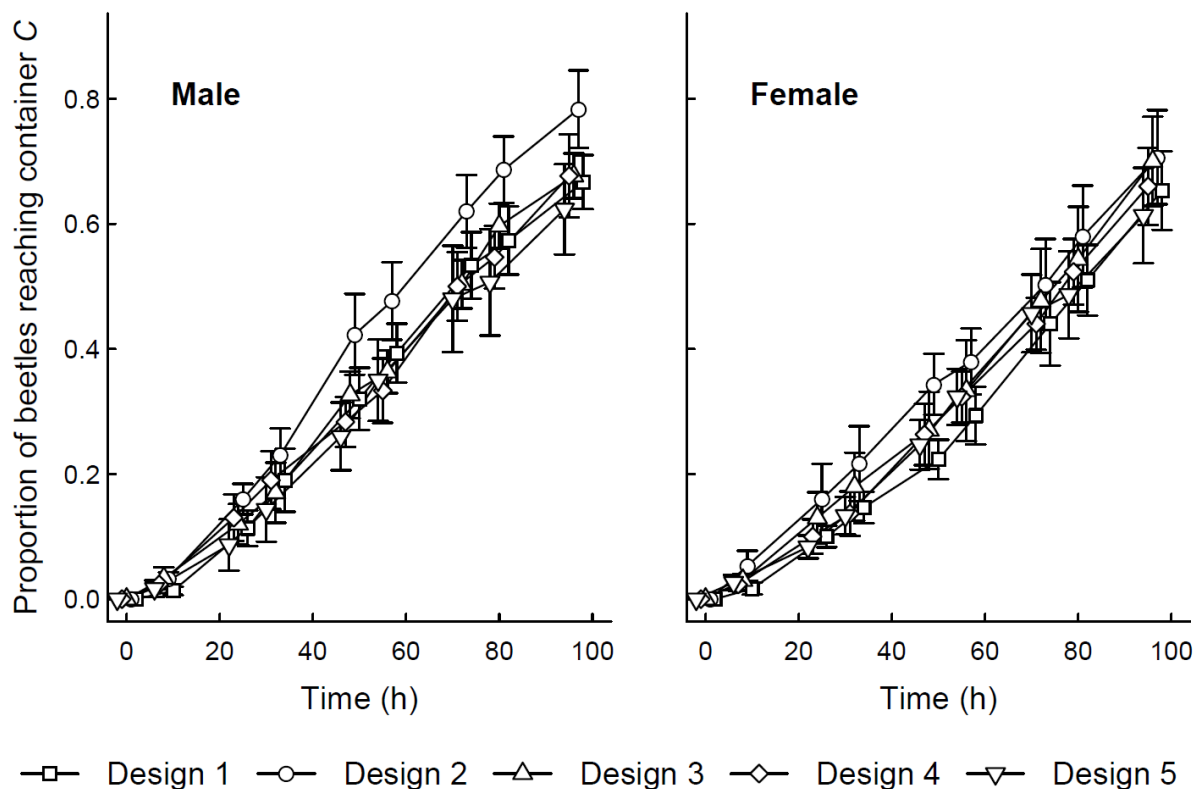 Proportion of beetles reaching container C
Male
Female
0.8
0.6
0.4
0.2
0.0
0 20 40 60 80 100
0 20 40 60 80 100
Time (h)
Time (h)
Design 1 Design 2 Design 3 Design 4 Design 5